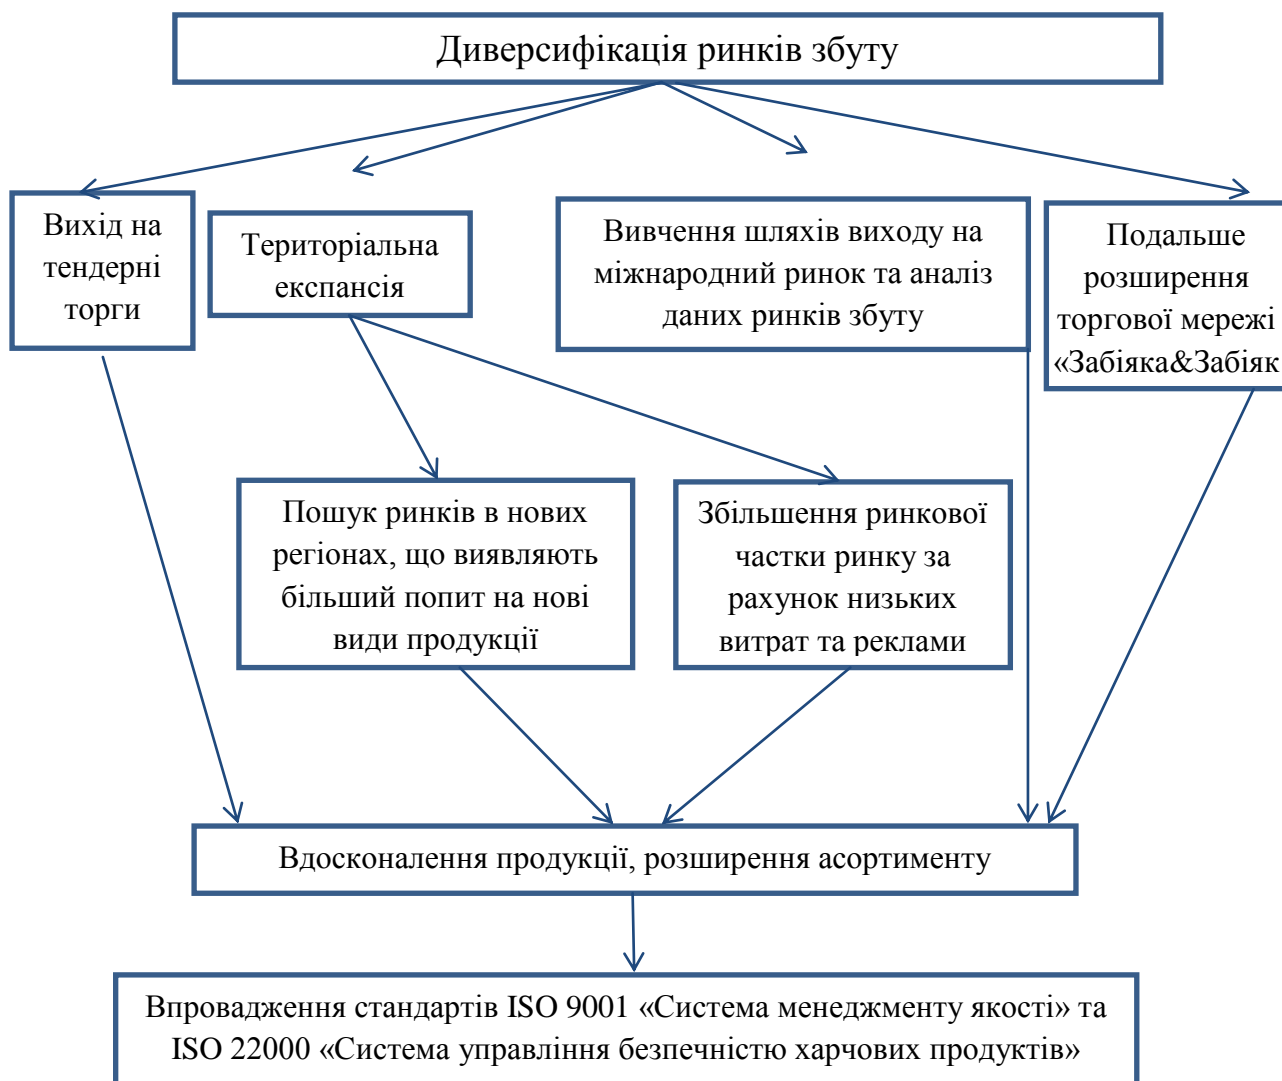 Диверсифікація ринків збуту
Вихід на
тендерні
торги
Територіальна
експансія
Вивчення шляхів виходу на
міжнародний ринок та аналіз
даних ринків збуту
Подальше
розширення
торгової мережі
«Забіяка&Забіяк
Пошук ринків в нових
регіонах, що виявляють
більший попит на нові
види продукції
Збільшення ринкової
частки ринку за
рахунок низьких
витрат та реклами
Вдосконалення продукції, розширення асортименту
Впровадження стандартів ISO 9001 «Система менеджменту якості» та
ISO 22000 «Система управління безпечністю харчових продуктів»